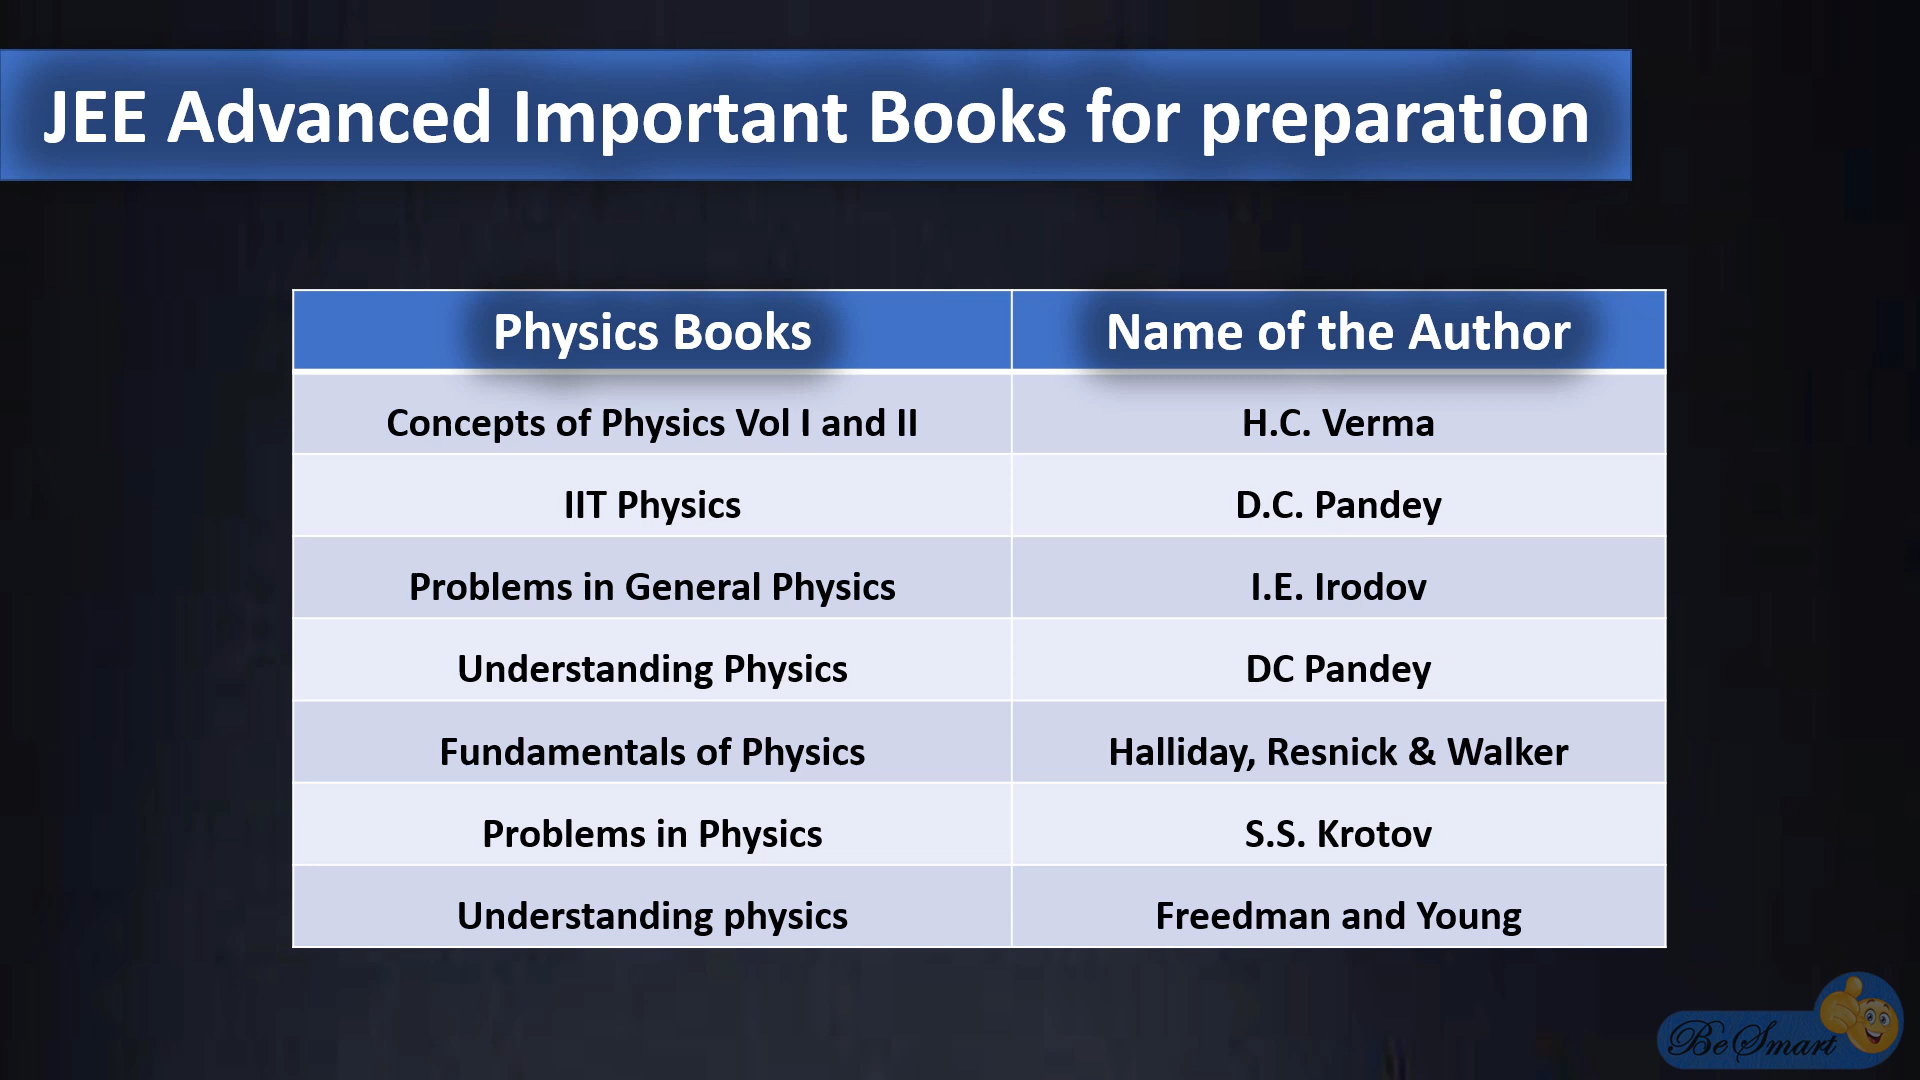 JEE Advanced Important Books for preparation
Physics Books Name of the Author
Concepts of Physics Vol I and II H.C. Verma
IIT Physics D.C. Pandey
Problems in General Physics I.E. Irodov
Understanding Physics DC Pandey
Fundamentals of Physics Halliday, Resnick & Walker
Problems in Physics S.S. Krotov
Understanding physics Freedman and Young
Be Smart